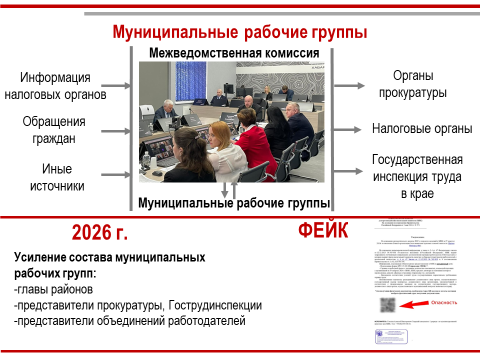 Муниципальные рабочие группы
Межведомственная комиссия
Информация
налоговых органов
Обращения
граждан
Иные
источники
Органы
прокуратуры
Налоговые органы
Государственная
инспекция труда
в крае
Муниципальные рабочие группы
2026 г.
ФЕЙК
Усиление состава муниципальных
рабочих групп:
-главы районов
-представители прокуратуры, Гострудинспекции
-представители объединений работодателей
Опасность